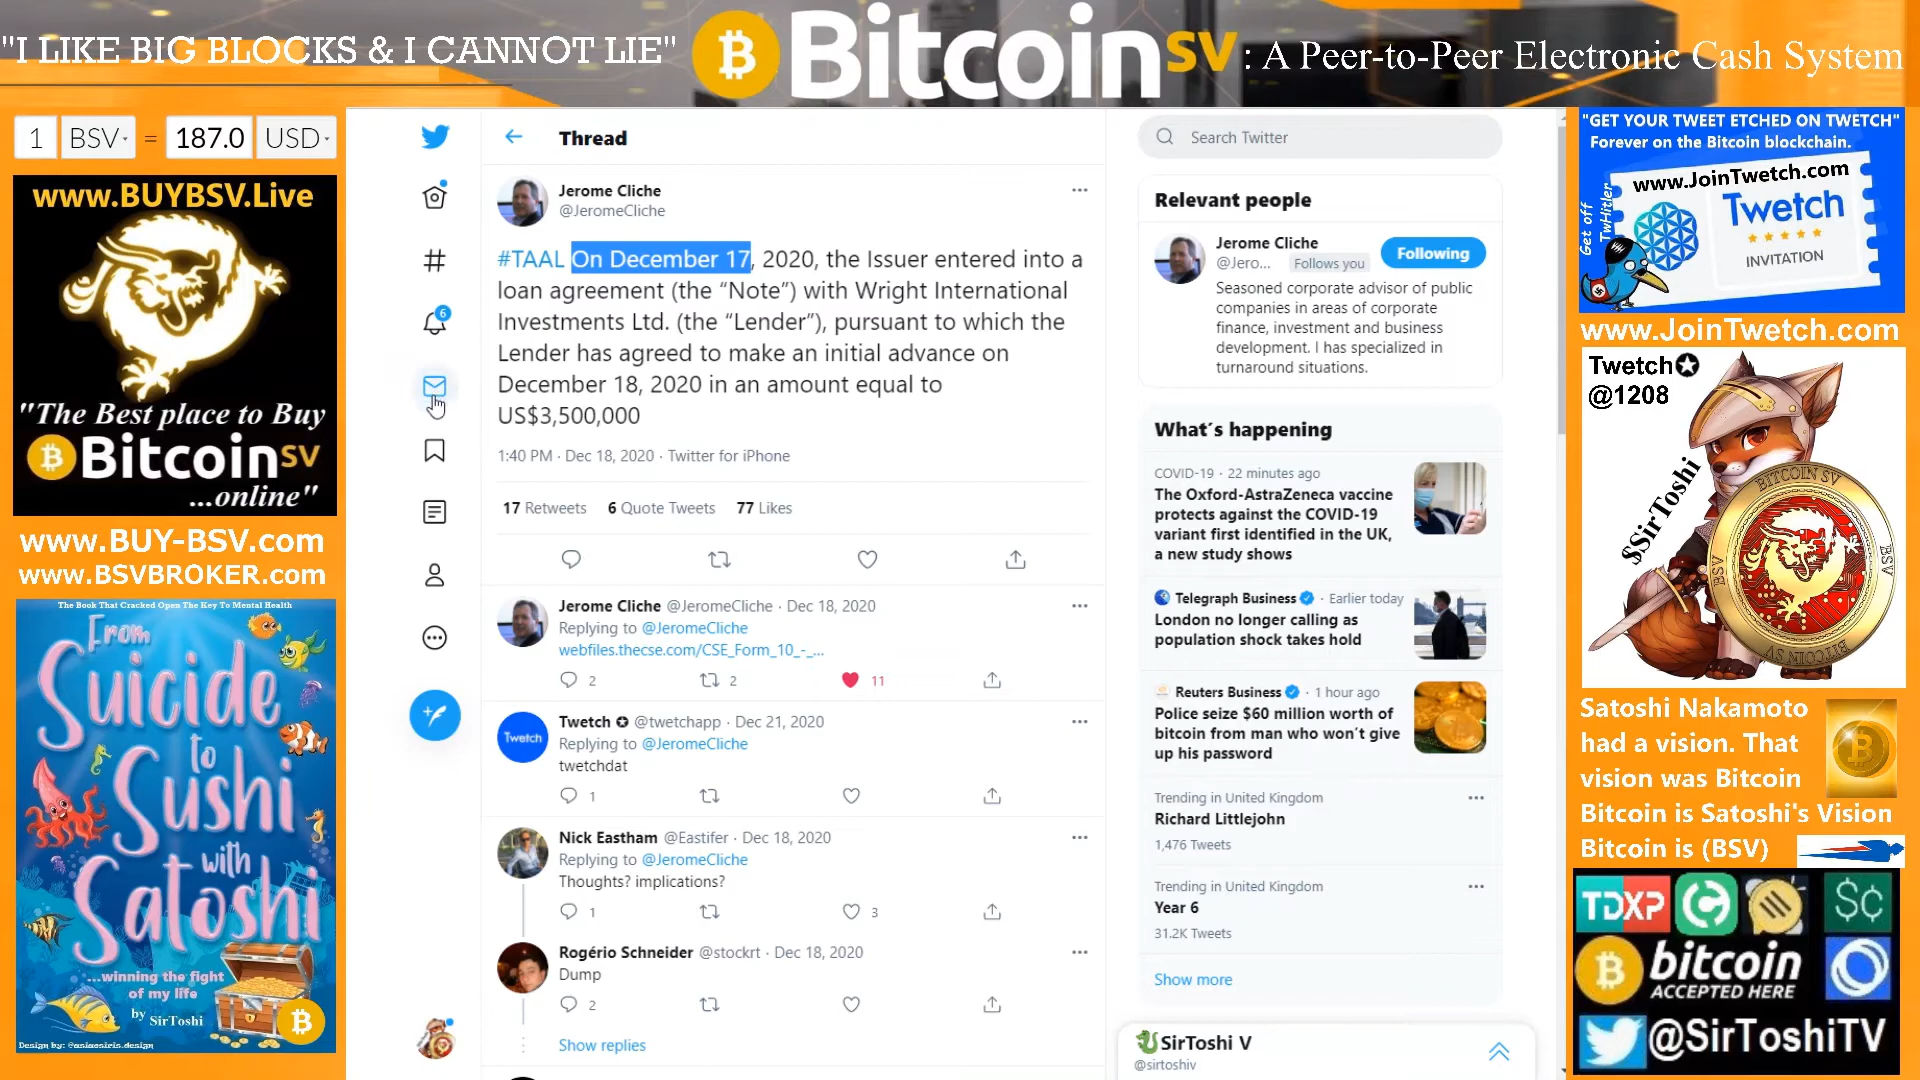 "I LIKE BIG BLOCKS & I CANNOT LIE"
Bitcoin SV : A Peer-to-Peer Electronic Cash System
1 BSV = 187.0 USD
www.BUYBSV.Live
"The Best place to Buy
Bitcoin SV
...online"
www.BUY-BSV.com
www.BSVBROKER.com
The Book That Cracked Open The Key To Mental Health
From
Suicide
to
Sushi
with
Satoshi
...winning the fight
of my life
by SirToshi
Design by: @asiaosiris.design
Thread
Jerome Cliche
@JeromeCliche
#TAAL On December 17, 2020, the Issuer entered into a
loan agreement (the “Note”) with Wright International
Investments Ltd. (the “Lender”), pursuant to which the
Lender has agreed to make an initial advance on
December 18, 2020 in an amount equal to
US$3,500,000
1:40 PM · Dec 18, 2020 · Twitter for iPhone
17 Retweets 6 Quote Tweets 77 Likes
6
Jerome Cliche @JeromeCliche · Dec 18, 2020
Replying to @JeromeCliche
webfiles.thecse.com/CSE_Form_10_-_...
2 2 11
Twetch
Twetch @twetchapp · Dec 21, 2020
Replying to @JeromeCliche
twetchdat
1
Nick Eastham @Eastifer · Dec 18, 2020
Replying to @JeromeCliche
Thoughts? implications?
1 3
Rogério Schneider @stockrt · Dec 18, 2020
Dump
2
Show replies
Search Twitter
Relevant people
Jerome Cliche
@Jero... Follows you
Following
Seasoned corporate advisor of public
companies in areas of corporate
finance, investment and business
development. I has specialized in
turnaround situations.
What's happening
COVID-19 · 22 minutes ago
The Oxford-AstraZeneca vaccine
protects against the COVID-19
variant first identified in the UK,
a new study shows
Telegraph Business · Earlier today
London no longer calling as
population shock takes hold
Reuters Business · 1 hour ago
Police seize $60 million worth of
bitcoin from man who won't give
up his password
Trending in United Kingdom
Richard Littlejohn
1,476 Tweets
Trending in United Kingdom
Year 6
31.2K Tweets
Show more
SirToshi V
@sirtoshiv
"GET YOUR TWEET ETCHED ON TWETCH"
Forever on the Bitcoin blockchain.
www.JoinTwetch.com
Get off
TwHitler
Twetch
INVITATION
www.JoinTwetch.com
Twetch
@1208
$SirToshi
BITCOIN SV
BSV
BSV
BITCOIN SV
Satoshi Nakamoto
had a vision. That
vision was Bitcoin
Bitcoin is Satoshi's Vision
Bitcoin is (BSV)
TDXP
$¢
bitcoin
ACCEPTED HERE
@SirToshiTV